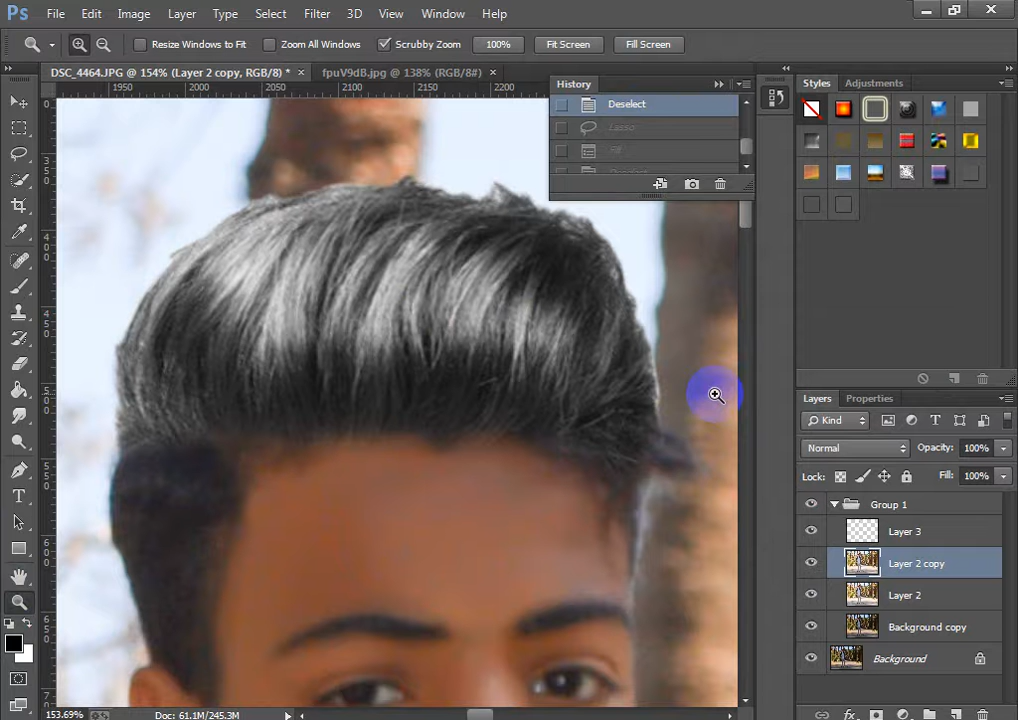 Ps File Edit Image Layer Type Select Filter 3D View Window Help
Resize Windows to Fit Zoom All Windows Scrubby Zoom 100% Fit Screen Fill Screen
DSC_4464.JPG @ 154% (Layer 2 copy, RGB/8) * × fpuV9dB.jpg @ 138% (RGB/8#) ×
1950 2000 2050 2100 2150 2200
History
Deselect
Lasso
Fill
Deselect
Styles Adjustments
Layers Properties
Kind
Normal Opacity: 100%
Lock: Fill: 100%
Group 1
Layer 3
Layer 2 copy
Layer 2
Background copy
Background
153.69% Doc: 61.1M/245.3M